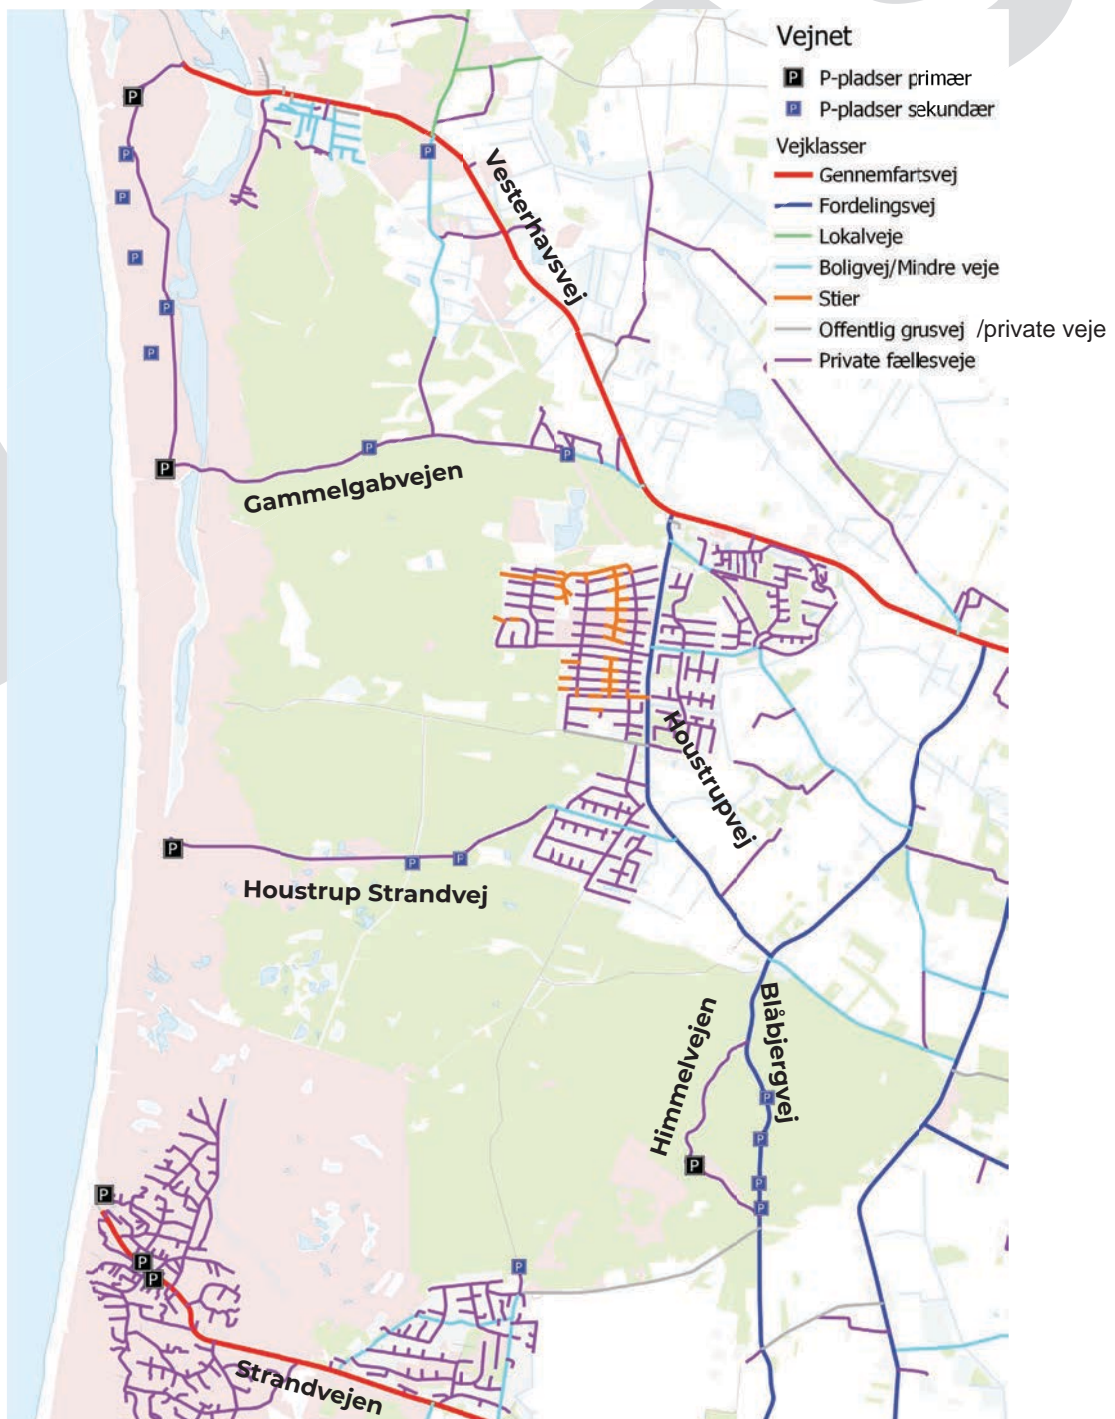 Vejnet
P P-pladser primær
P P-pladser sekundær
Vejklasser
Gennemfartsvej
Fordelingsvej
Lokalveje
Boligvej/Mindre veje
Stier
Offentlig grusvej /private veje
Private fællesveje
P
P
P
P
P
P
P
P
Vesterhavsvej
P
P
P
Gammelgabvejen
Houstrupvej
P
P
P
Houstrup Strandvej
Himmelvejen
Blåbjergvej
P
P
P
P
P
P
P
P
P
Strandvejen